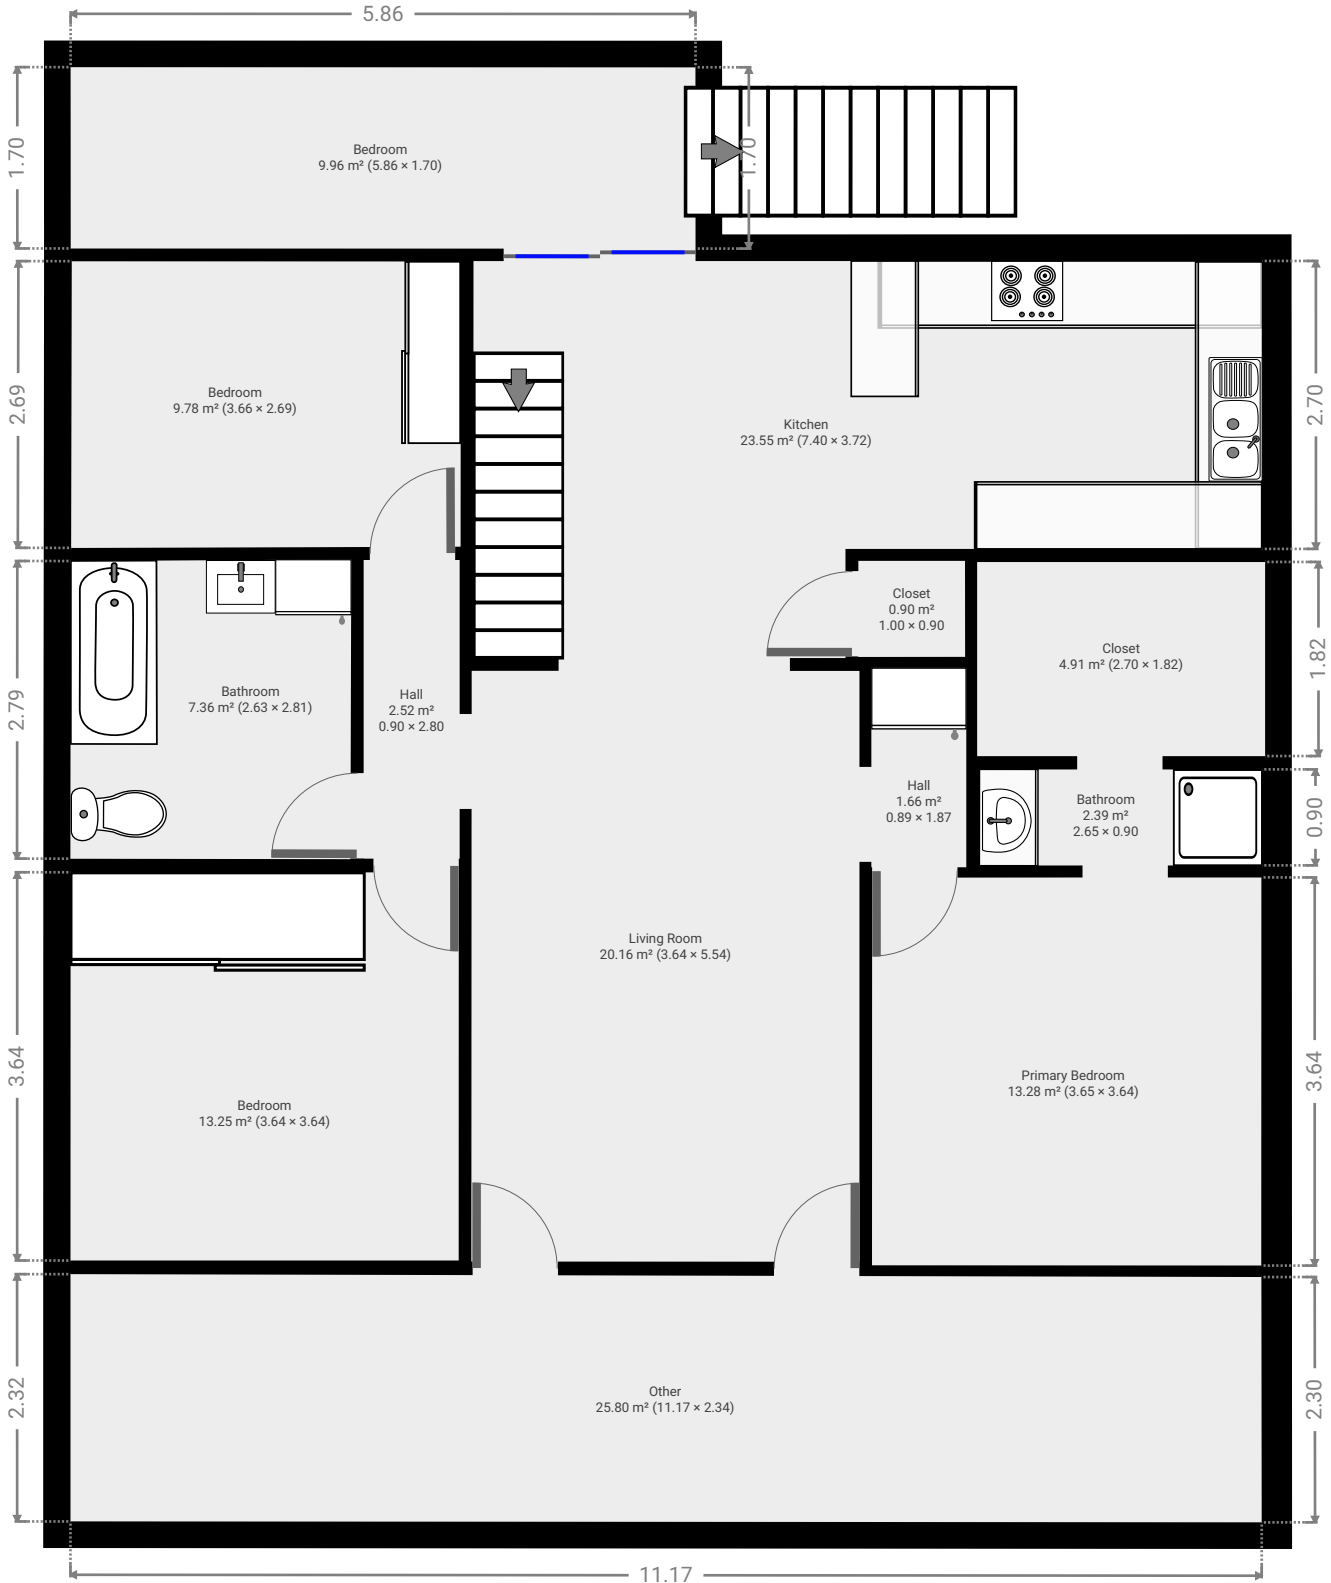 5.86
1.70
1.70
Bedroom
9.96 m² (5.86 × 1.70)
2.69
Bedroom
9.78 m² (3.66 × 2.69)
Kitchen
23.55 m² (7.40 × 3.72)
2.70
Closet
0.90 m²
1.00 × 0.90
Closet
4.91 m² (2.70 × 1.82)
1.82
2.79
Bathroom
7.36 m² (2.63 × 2.81)
Hall
2.52 m²
0.90 × 2.80
Hall
1.66 m²
0.89 × 1.87
Bathroom
2.39 m²
2.65 × 0.90
0.90
Living Room
20.16 m² (3.64 × 5.54)
3.64
Bedroom
13.25 m² (3.64 × 3.64)
Primary Bedroom
13.28 m² (3.65 × 3.64)
3.64
2.32
Other
25.80 m² (11.17 × 2.34)
2.30
11.17